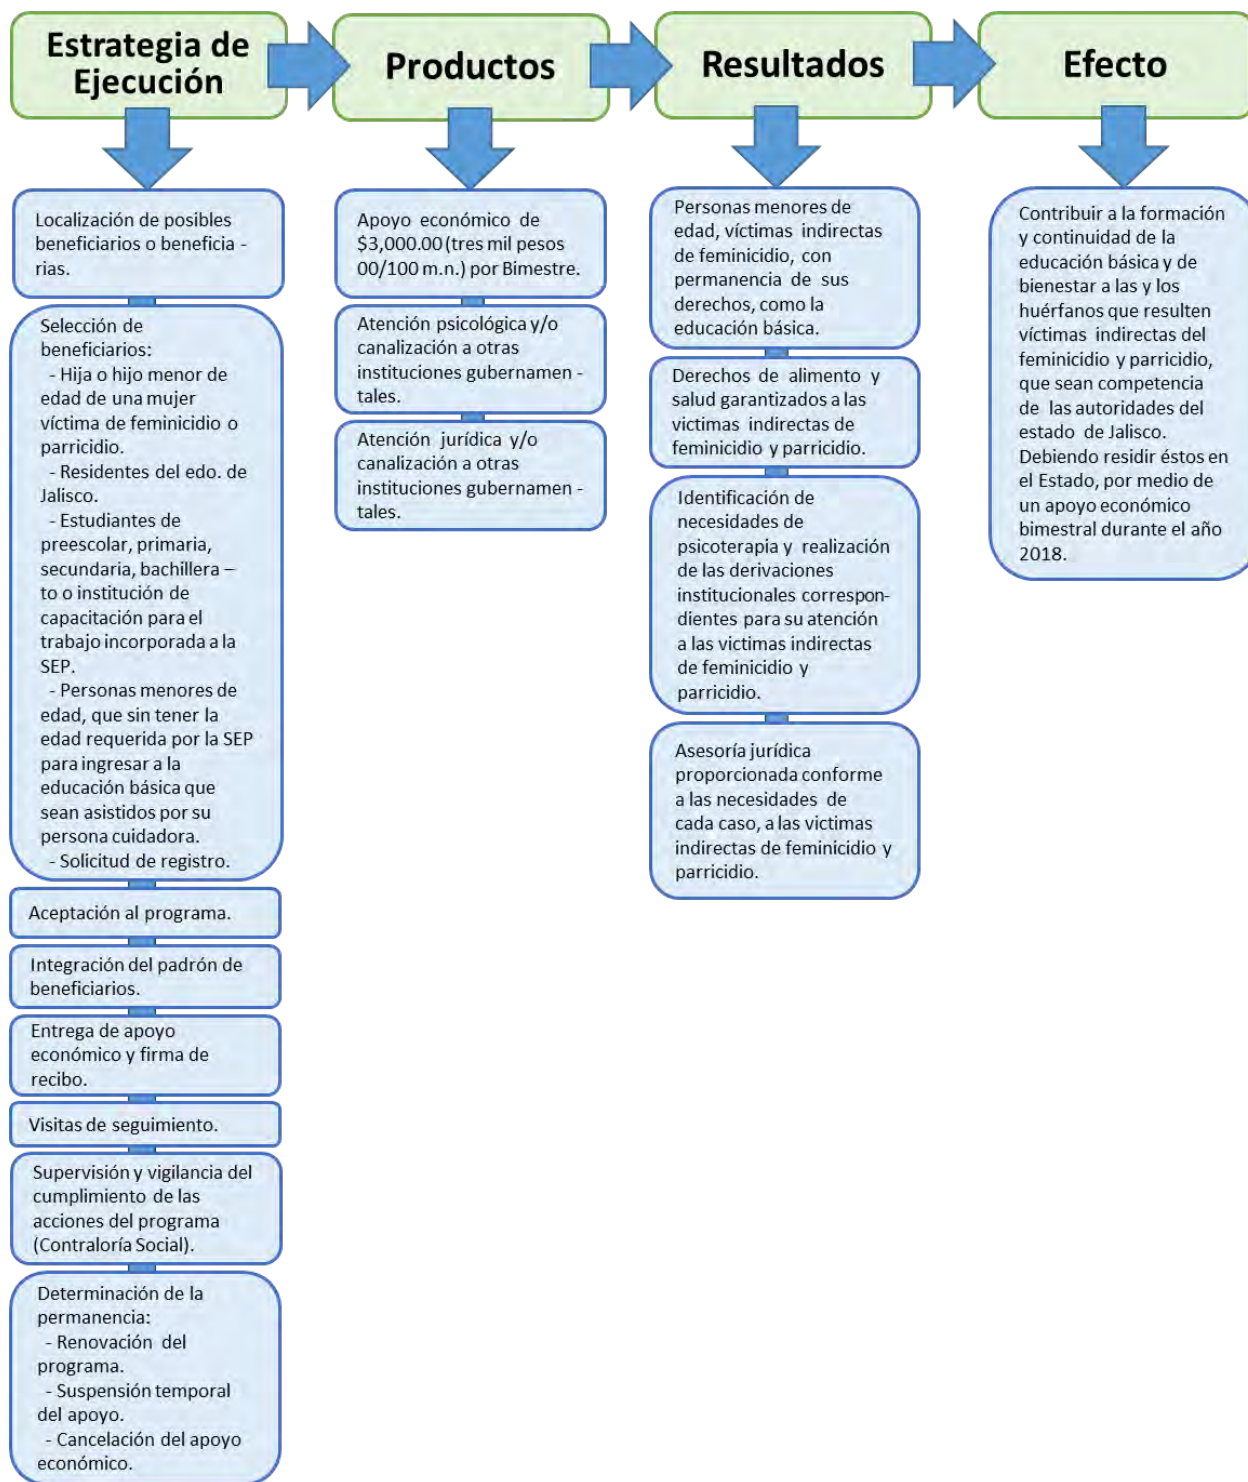 Estrategia de
Ejecución
Productos
Resultados
Efecto
Localización de posibles
beneficiarios o beneficia -
rias.
Selección de
beneficiarios:
- Hija o hijo menor de
edad de una mujer
víctima de feminicidio o
parricidio.
- Residentes del edo. de
Jalisco.
- Estudiantes de
preescolar, primaria,
secundaria, bachillera –
to o institución de
capacitación para el
trabajo incorporada a la
SEP.
- Personas menores de
edad, que sin tener la
edad requerida por la SEP
para ingresar a la
educación básica que
sean asistidos por su
persona cuidadora.
- Solicitud de registro.
Aceptación al programa.
Integración del padrón de
beneficiarios.
Entrega de apoyo
económico y firma de
recibo.
Visitas de seguimiento.
Supervisión y vigilancia del
cumplimiento de las
acciones del programa
(Contraloría Social).
Determinación de la
permanencia:
- Renovación del
programa.
- Suspensión temporal
del apoyo.
- Cancelación del apoyo
económico.
Apoyo económico de
$3,000.00 (tres mil pesos
00/100 m.n.) por Bimestre.
Atención psicológica y/o
canalización a otras
instituciones gubernamen -
tales.
Atención jurídica y/o
canalización a otras
instituciones gubernamen -
tales.
Personas menores de
edad, víctimas indirectas
de feminicidio, con
permanencia de sus
derechos, como la
educación básica.
Derechos de alimento y
salud garantizados a las
victimas indirectas de
feminicidio y parricidio.
Identificación de
necesidades de
psicoterapia y realización
de las derivaciones
institucionales correspon-
dientes para su atención
a las victimas indirectas
de feminicidio y
parricidio.
Asesoría jurídica
proporcionada conforme
a las necesidades de
cada caso, a las victimas
indirectas de feminicidio y
parricidio.
Contribuir a la formación
y continuidad de la
educación básica y de
bienestar a las y los
huérfanos que resulten
víctimas indirectas del
feminicidio y parricidio,
que sean competencia
de las autoridades del
estado de Jalisco.
Debiendo residir éstos en
el Estado, por medio de
un apoyo económico
bimestral durante el año
2018.